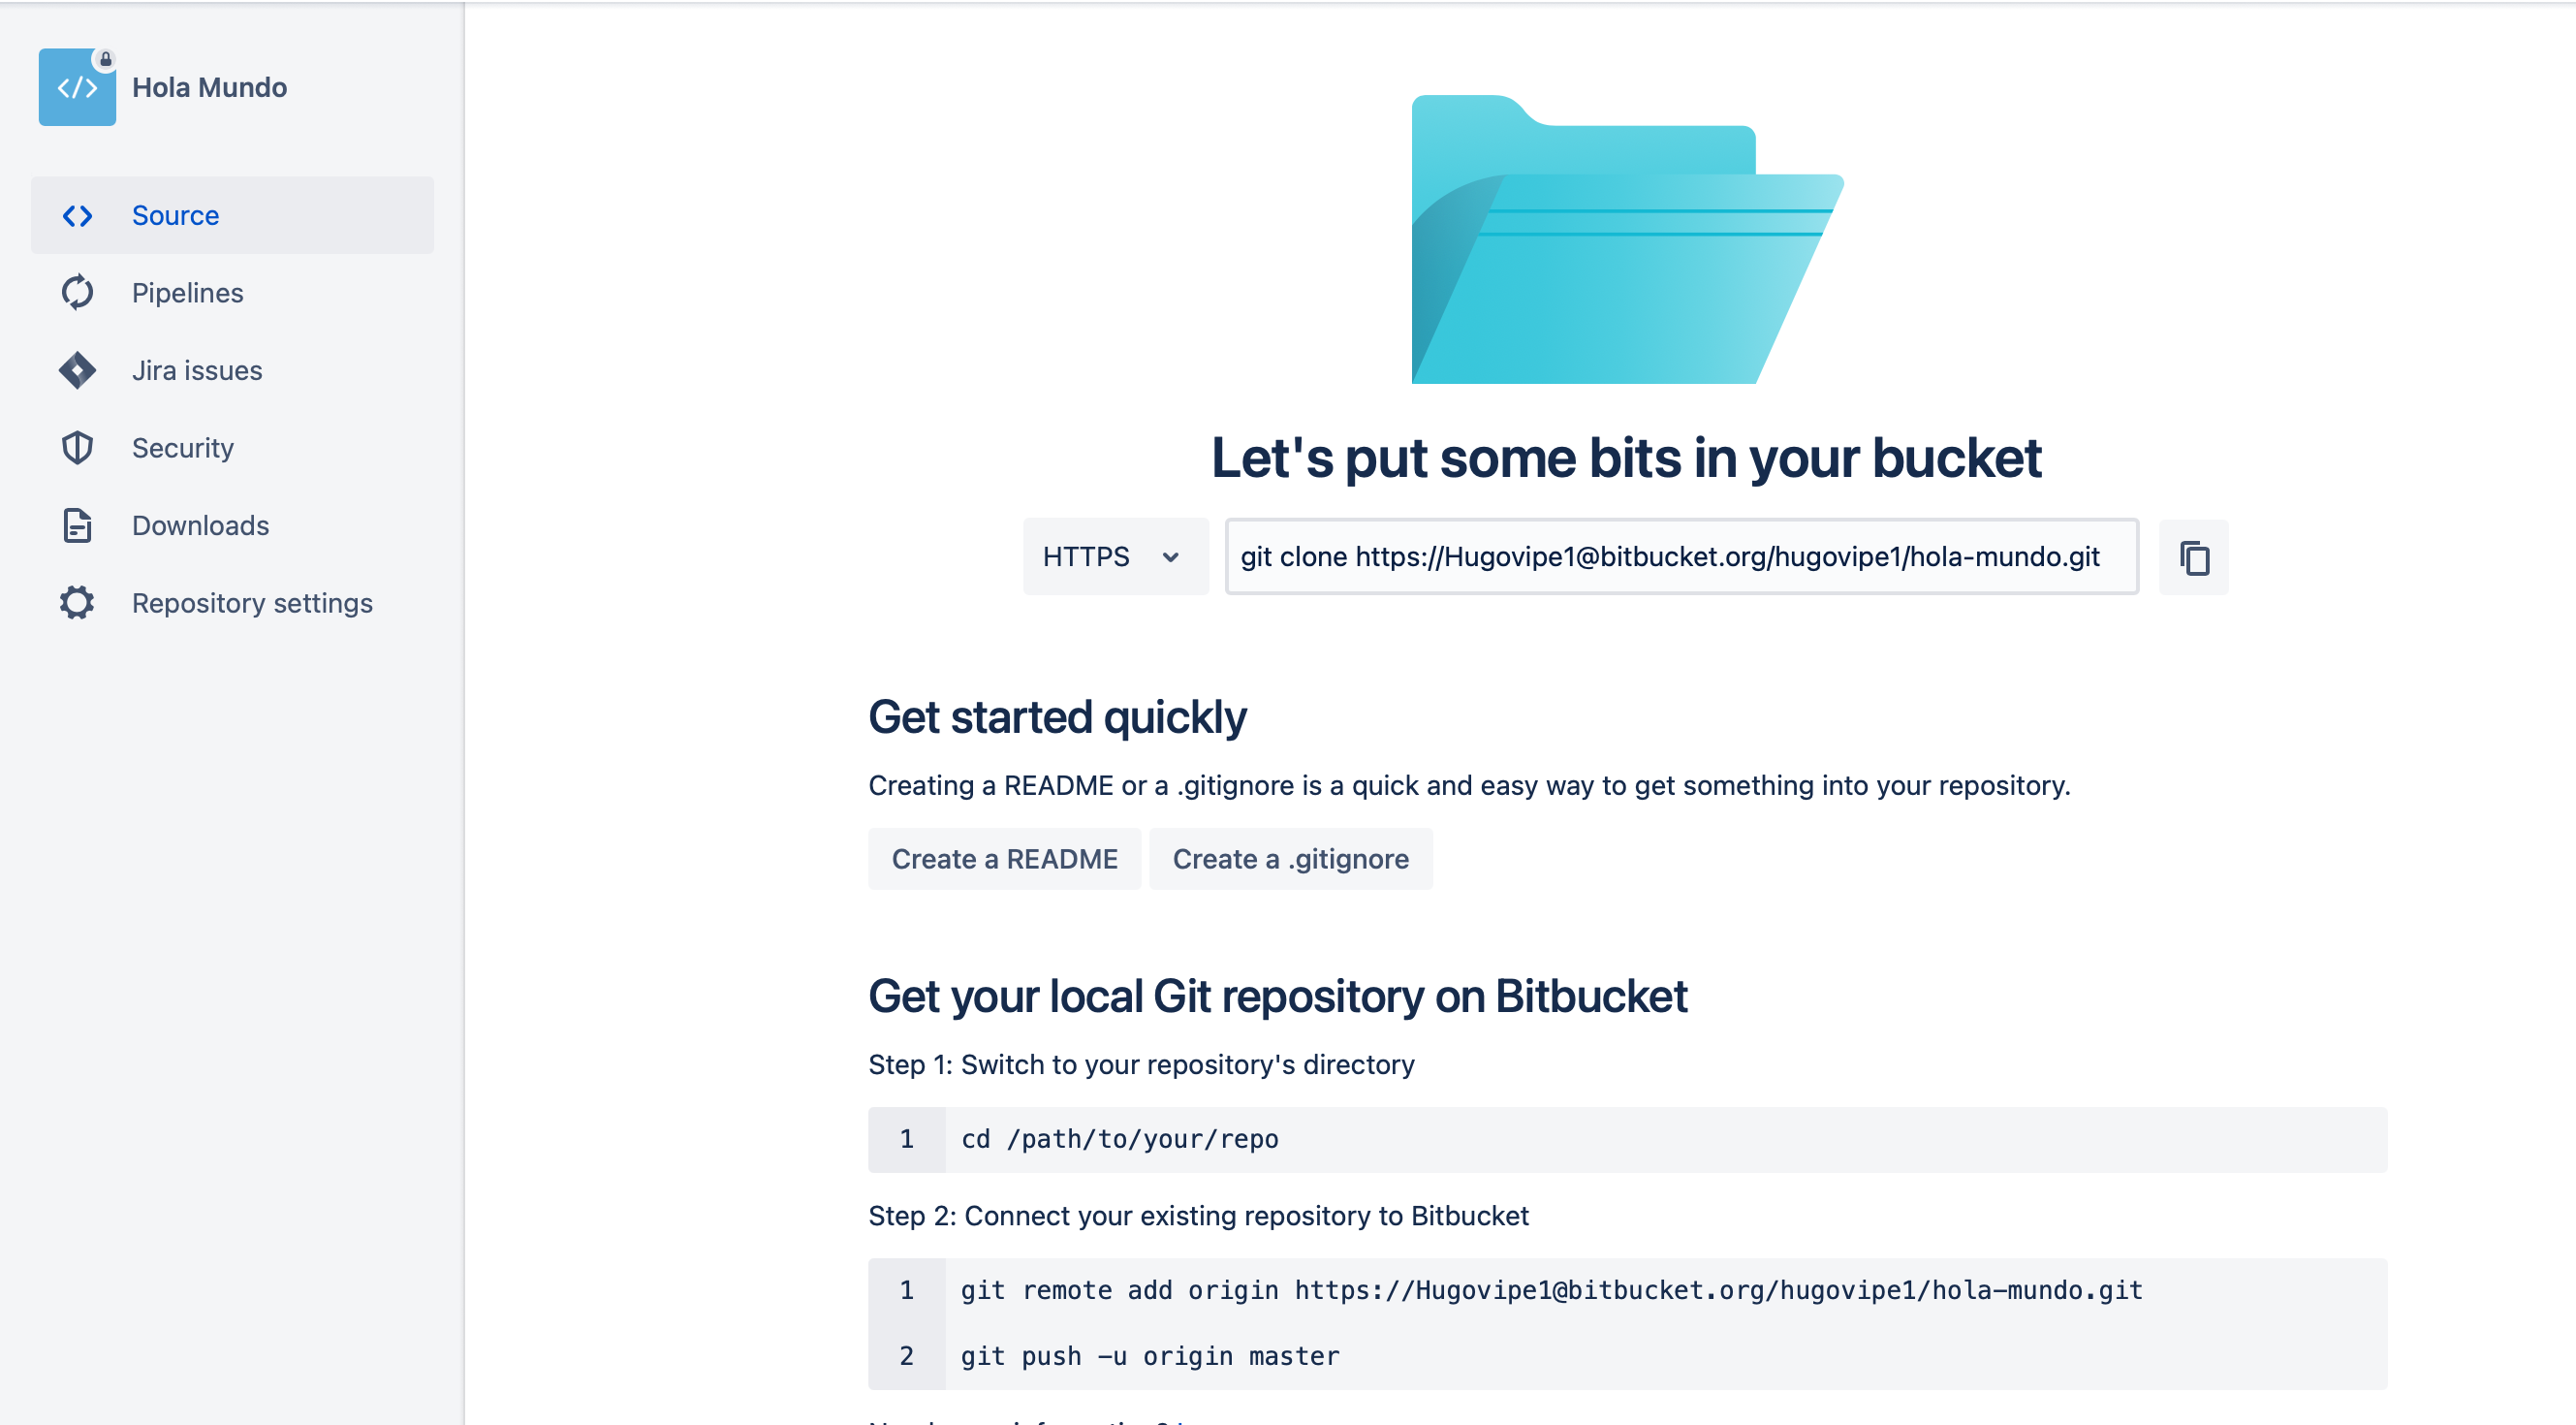 Hola Mundo
Source
Pipelines
Jira issues
Security
Downloads
Repository settings
Let's put some bits in your bucket
HTTPS
git clone https://Hugovipe1@bitbucket.org/hugovipe1/hola-mundo.git
Get started quickly
Creating a README or a .gitignore is a quick and easy way to get something into your repository.
Create a README
Create a .gitignore
Get your local Git repository on Bitbucket
Step 1: Switch to your repository's directory
1 cd /path/to/your/repo
Step 2: Connect your existing repository to Bitbucket
1 git remote add origin https://Hugovipe1@bitbucket.org/hugovipe1/hola-mundo.git
2 git push -u origin master